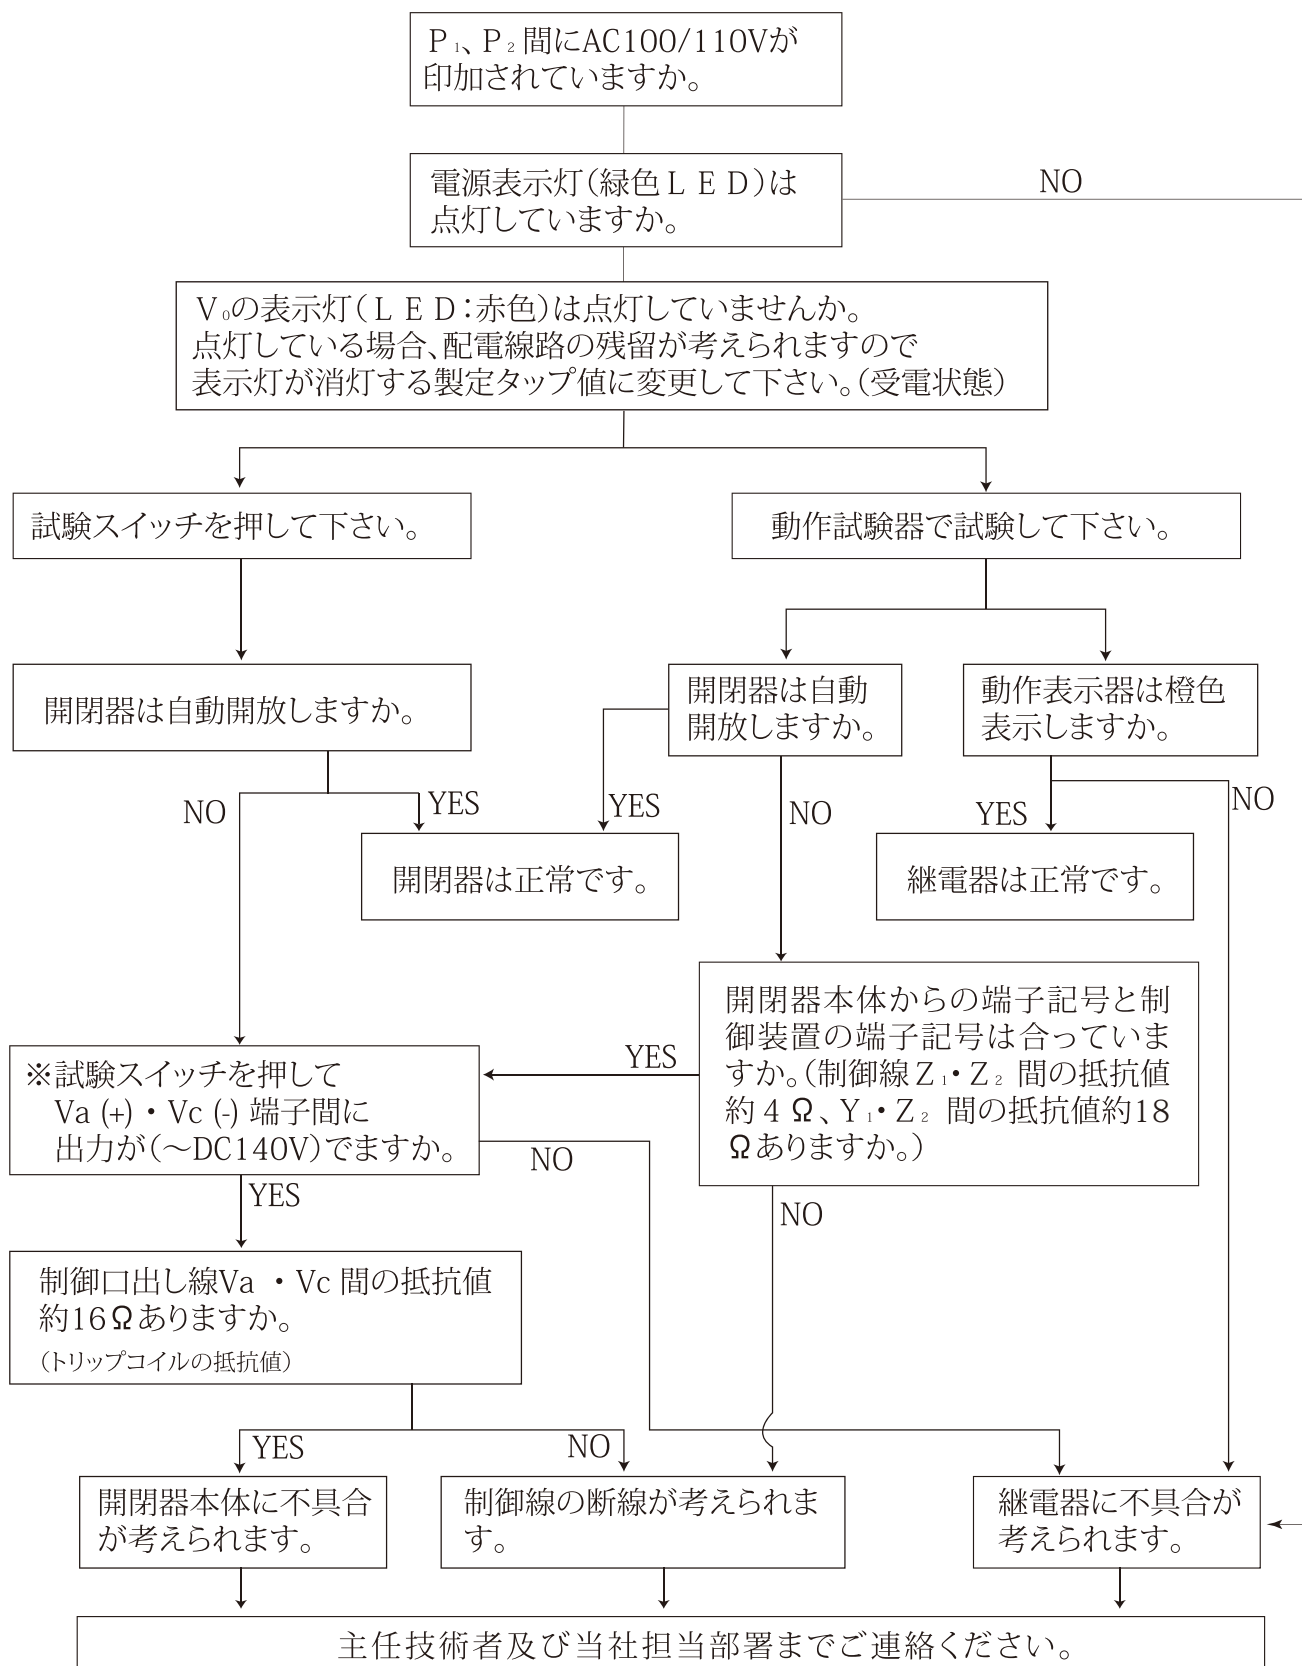 P₁、P₂間にAC100/110Vが
印加されていますか。
電源表示灯(緑色ＬＥＤ)は
点灯していますか。
NO
V₀の表示灯(ＬＥＤ：赤色)は点灯していませんか。
点灯している場合、配電線路の残留が考えられますので
表示灯が消灯する製定タップ値に変更して下さい。(受電状態)
試験スイッチを押して下さい。
動作試験器で試験して下さい。
開閉器は自動開放しますか。
開閉器は自動
開放しますか。
動作表示器は橙色
表示しますか。
NO
YES
YES
NO
YES
NO
開閉器は正常です。
継電器は正常です。
開閉器本体からの端子記号と制
御装置の端子記号は合っていま
すか。(制御線Z₁・Z₂ 間の抵抗値
約4Ω、Y₁・Z₂ 間の抵抗値約18
Ωありますか。)
YES
NO
※試験スイッチを押して
Va (+)・Vc (-) 端子間に
出力が(～DC140V)でますか。
NO
YES
制御口出し線Va ・Vc 間の抵抗値
約16Ωありますか。
(トリップコイルの抵抗値)
YES
NO
開閉器本体に不具合
が考えられます。
制御線の断線が考えられま
す。
継電器に不具合が
考えられます。
主任技術者及び当社担当部署までご連絡ください。